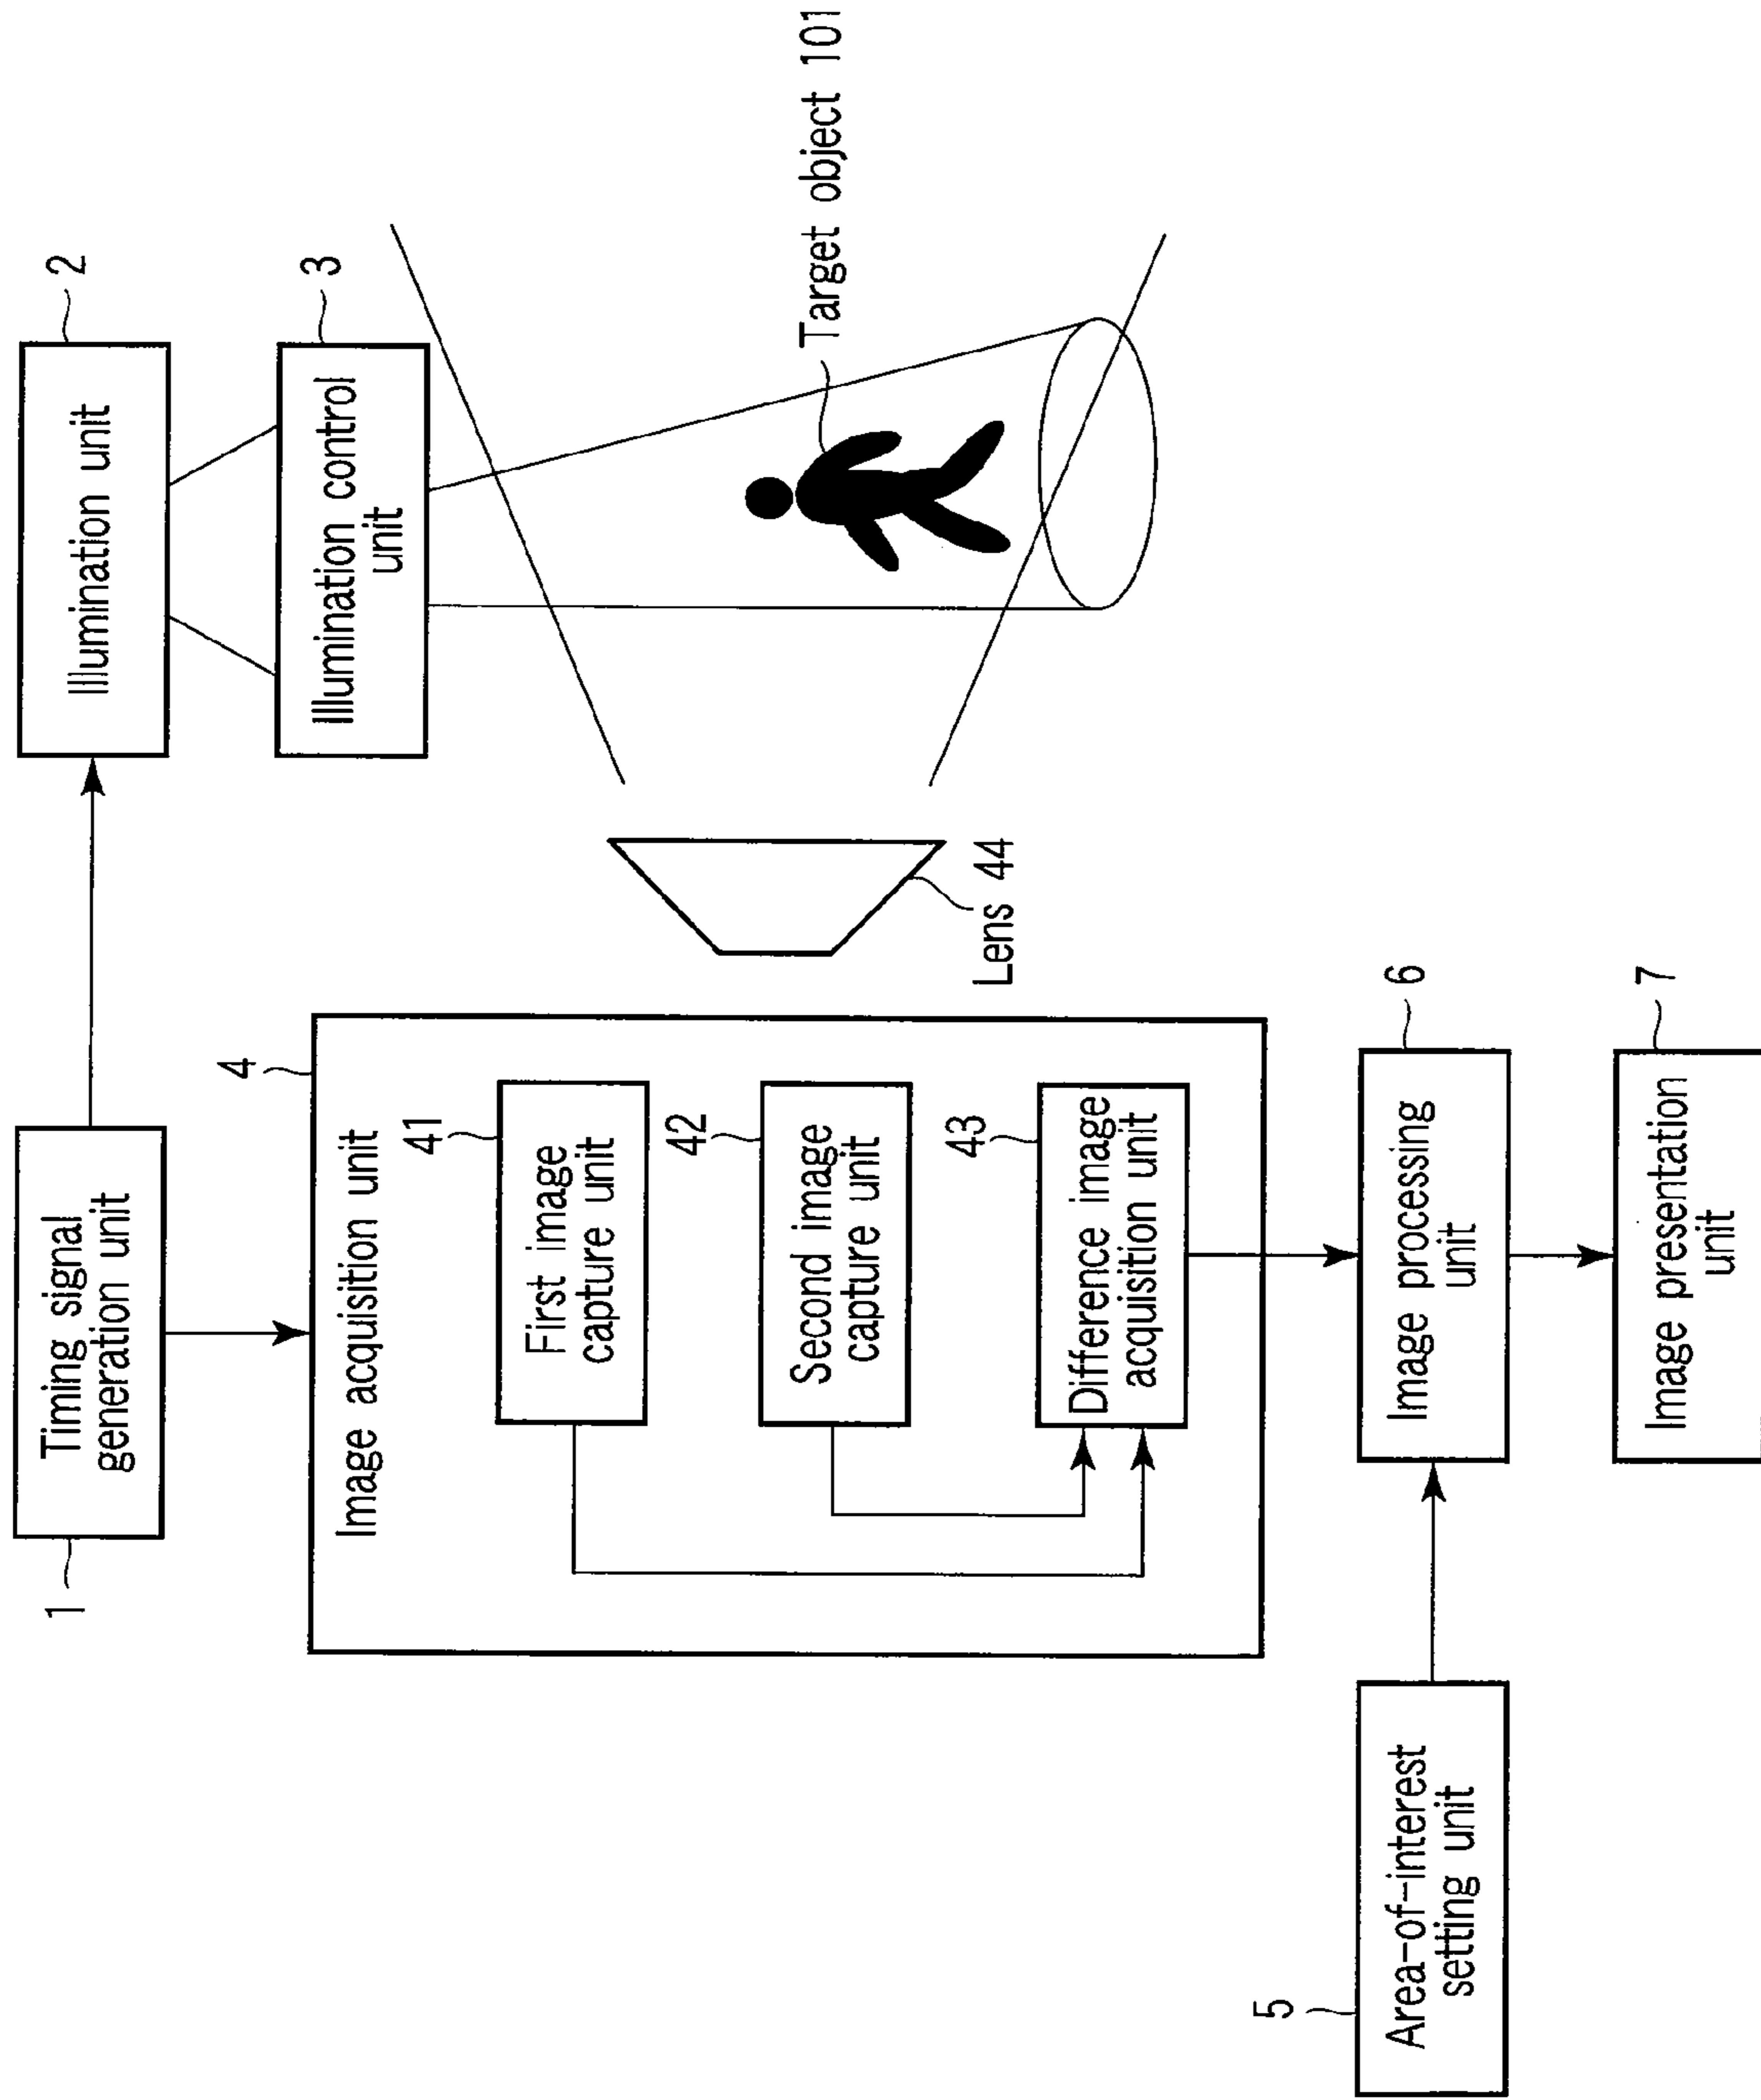 1
Timing signal
generation unit
2
Illumination unit
3
Illumination control
unit
4
Image acquisition unit
41
First image
capture unit
42
Second image
capture unit
43
Difference image
acquisition unit
Lens 44
Target object 101
5
Area-of-interest
setting unit
6
Image processing
unit
7
Image presentation
unit